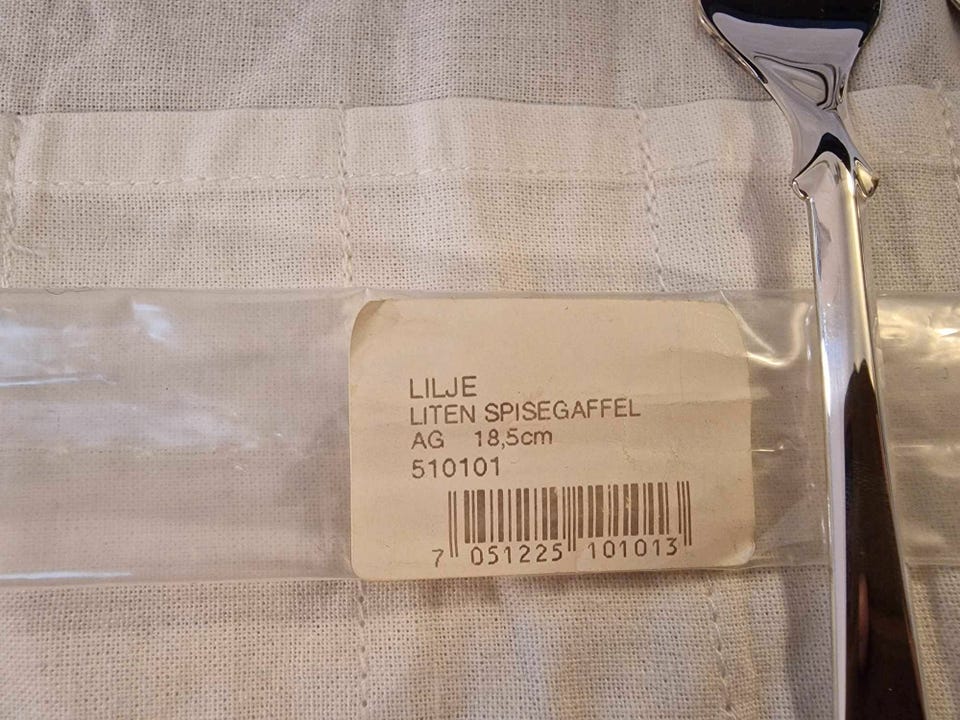 LILJE
LITEN SPISEGAFFEL
AG 18,5cm
510101
7 051225 101013